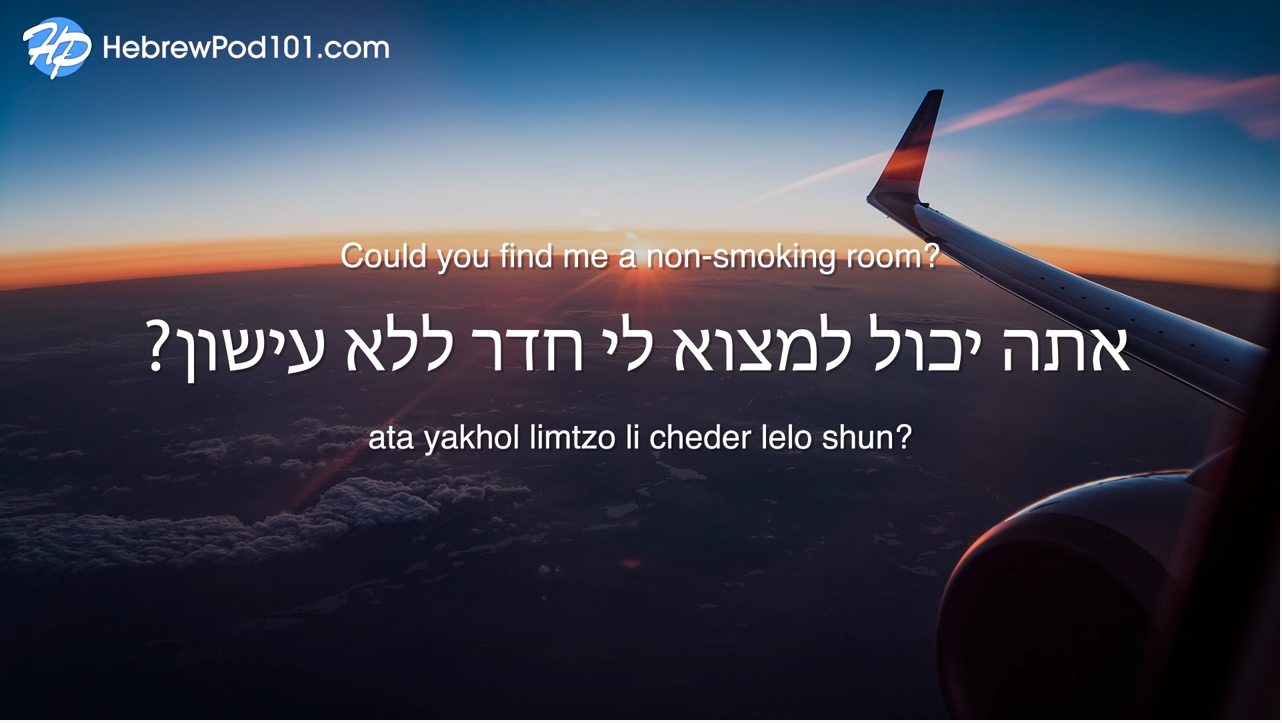 HP HebrewPod101.com
Could you find me a non-smoking room?
אתה יכול למצוא לי חדר ללא עישון?
ata yakhol limtzo li cheder lelo shun?